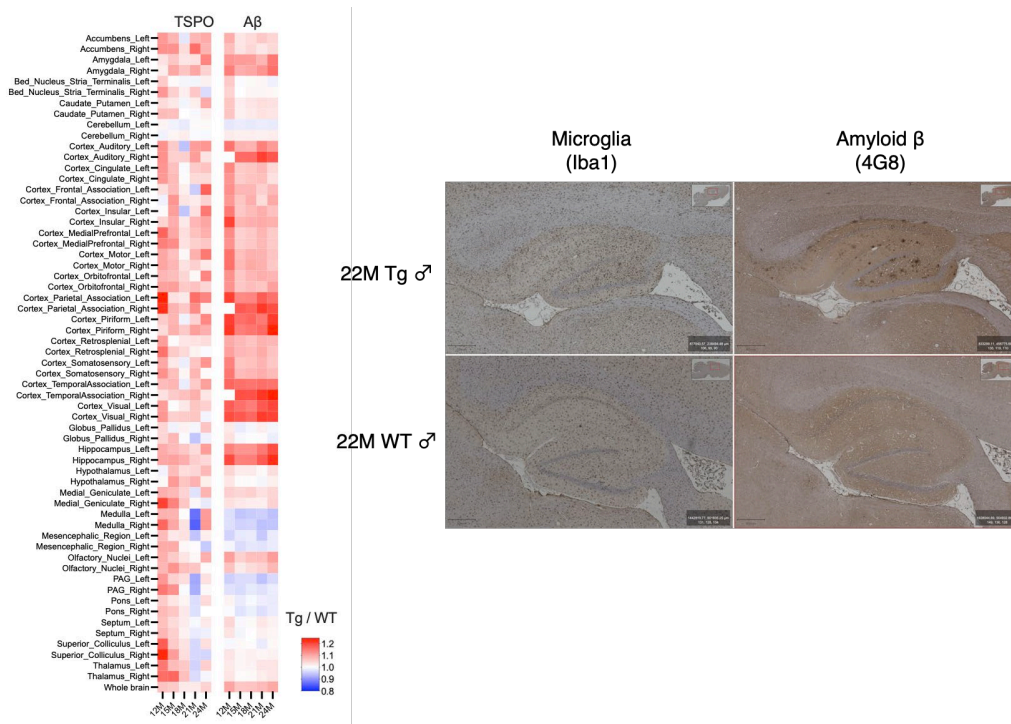 TSPO Aβ
Accumbens_Left
Accumbens_Right
Amygdala_Left
Amygdala_Right
Bed_Nucleus_Stria_Terminalis_Left
Bed_Nucleus_Stria_Terminalis_Right
Caudate_Putamen_Left
Caudate_Putamen_Right
Cerebellum_Left
Cerebellum_Right
Cortex_Auditory_Left
Cortex_Auditory_Right
Cortex_Cingulate_Left
Cortex_Cingulate_Right
Cortex_Frontal_Association_Left
Cortex_Frontal_Association_Right
Cortex_Insular_Left
Cortex_Insular_Right
Cortex_MedialPrefrontal_Left
Cortex_MedialPrefrontal_Right
Cortex_Motor_Left
Cortex_Motor_Right
Cortex_Orbitofrontal_Left
Cortex_Orbitofrontal_Right
Cortex_Parietal_Association_Left
Cortex_Parietal_Association_Right
Cortex_Piriform_Left
Cortex_Piriform_Right
Cortex_Retrosplenial_Left
Cortex_Retrosplenial_Right
Cortex_Somatosensory_Left
Cortex_Somatosensory_Right
Cortex_TemporalAssociation_Left
Cortex_TemporalAssociation_Right
Cortex_Visual_Left
Cortex_Visual_Right
Globus_Pallidus_Left
Globus_Pallidus_Right
Hippocampus_Left
Hippocampus_Right
Hypothalamus_Left
Hypothalamus_Right
Medial_Geniculate_Left
Medial_Geniculate_Right
Medulla_Left
Medulla_Right
Mesencephalic_Region_Left
Mesencephalic_Region_Right
Olfactory_Nuclei_Left
Olfactory_Nuclei_Right
PAG_Left
PAG_Right
Pons_Left
Pons_Right
Septum_Left
Septum_Right
Superior_Colliculus_Left
Superior_Colliculus_Right
Thalamus_Left
Thalamus_Right
Whole brain
12M 15M 18M 21M 24M 12M 15M 18M 21M 24M
Tg / WT
1.2
1.1
1.0
0.9
0.8
Microglia
(Iba1)
Amyloid β
(4G8)
22M Tg ♂
22M WT ♂